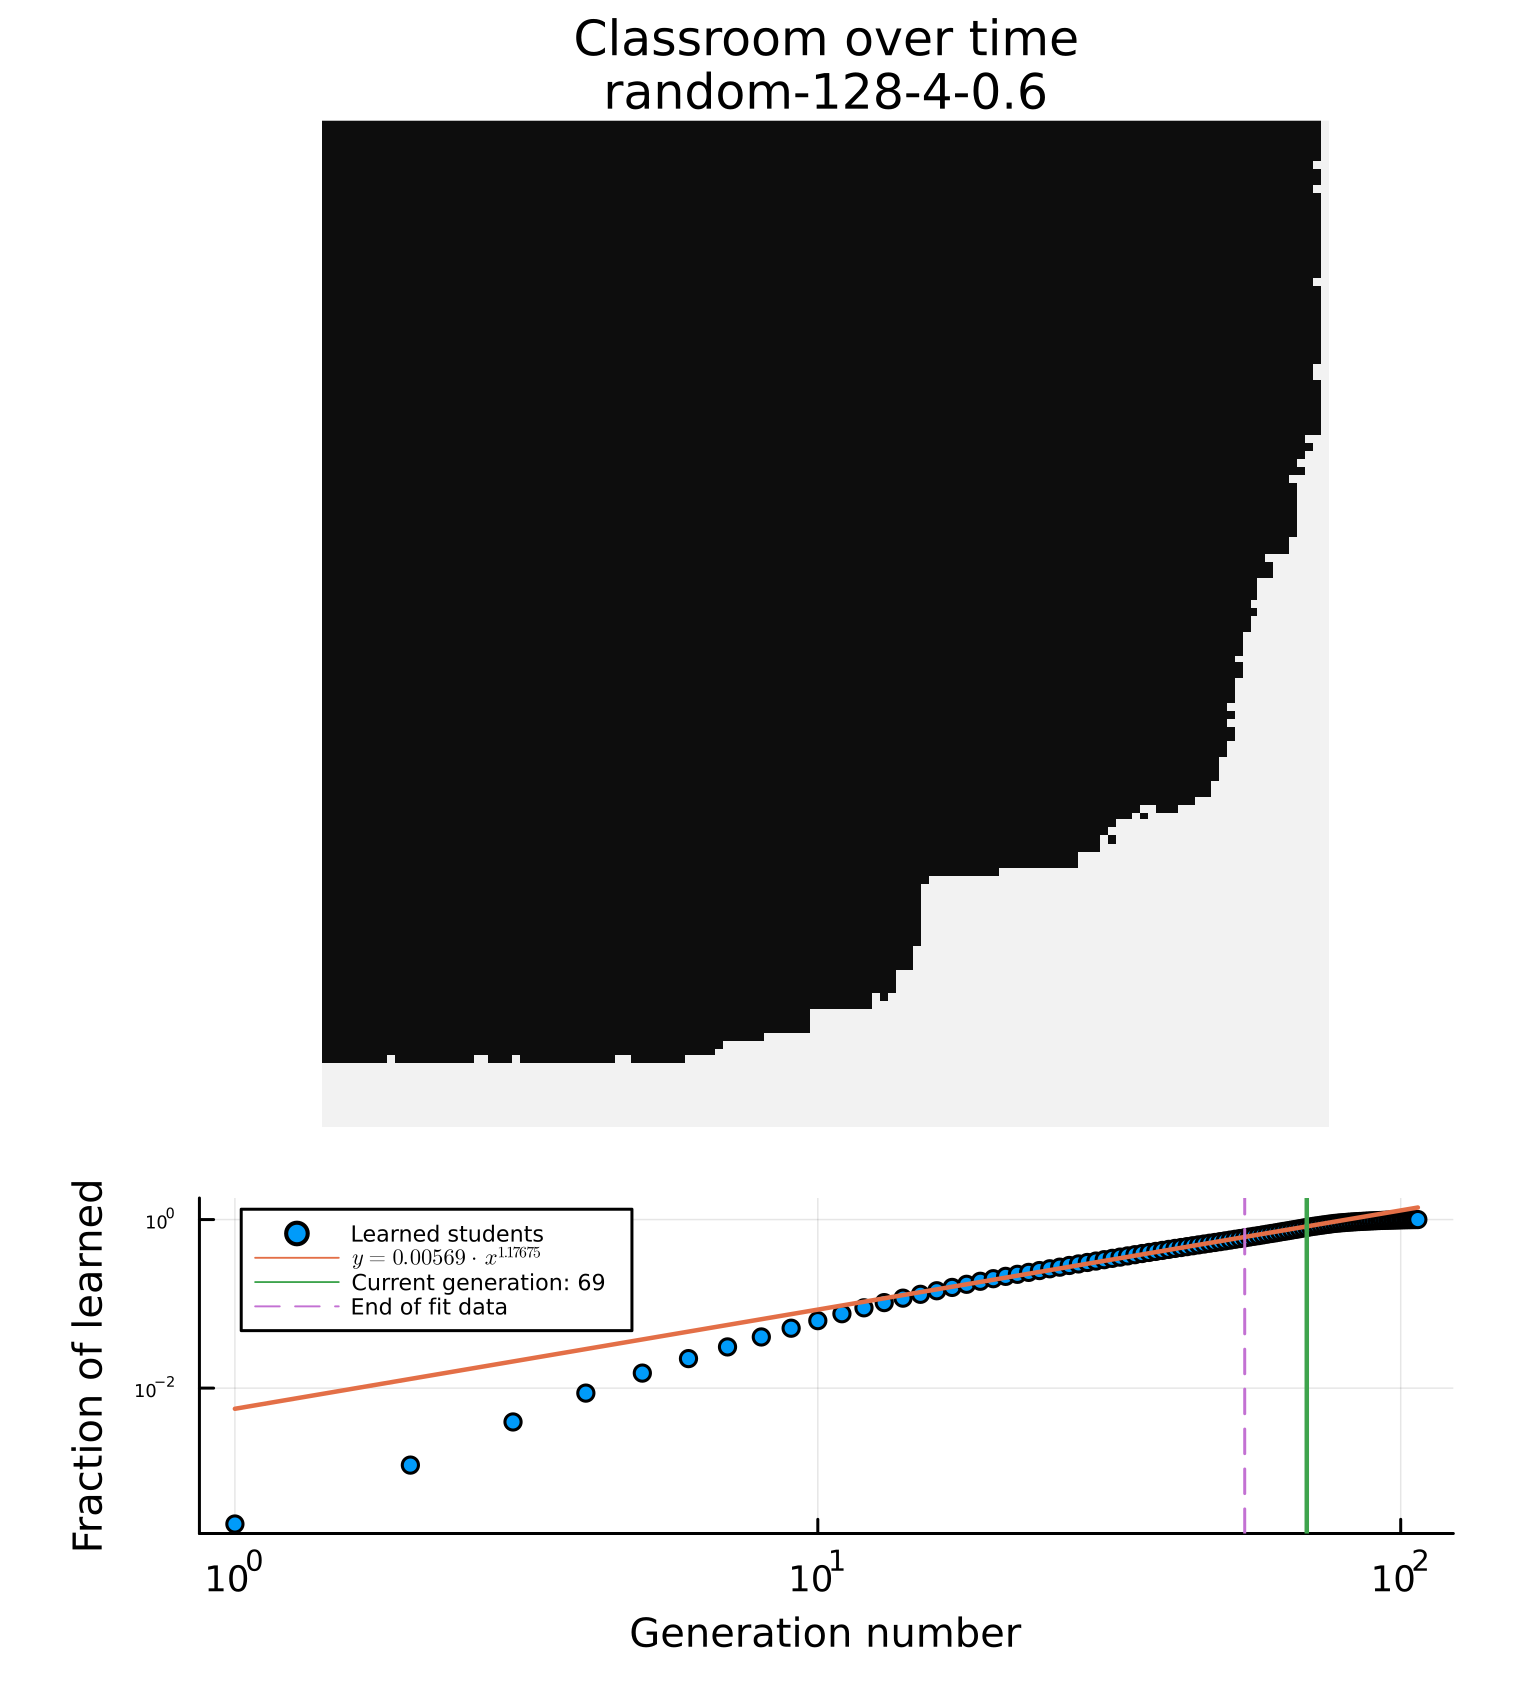 Classroom over time
random-128-4-0.6
Fraction of learned
10^0
10^-2
Learned students
y = 0.00569 · x^1.17675
Current generation: 69
End of fit data
10^0 10^1 10^2
Generation number